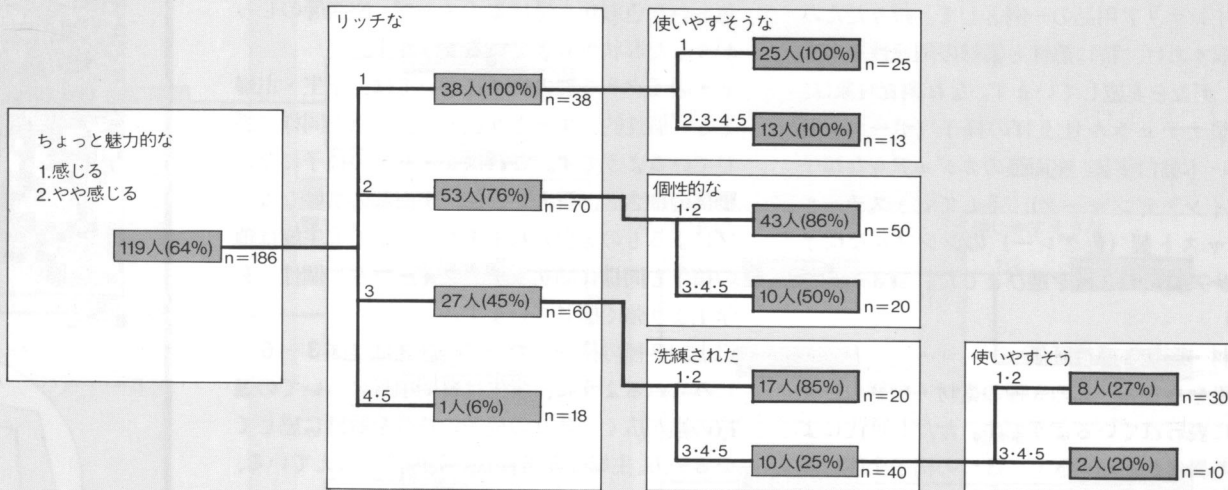 ちょっと魅力的な
1.感じる
2.やや感じる
119人(64%)
n=186
リッチな
1
38人(100%)
n=38
2
53人(76%)
n=70
3
27人(45%)
n=60
4・5
1人(6%)
n=18
使いやすそうな
1
25人(100%)
n=25
2・3・4・5
13人(100%)
n=13
個性的な
1・2
43人(86%)
n=50
3・4・5
10人(50%)
n=20
洗練された
1・2
17人(85%)
n=20
3・4・5
10人(25%)
n=40
使いやすそう
1・2
8人(27%)
n=30
3・4・5
2人(20%)
n=10